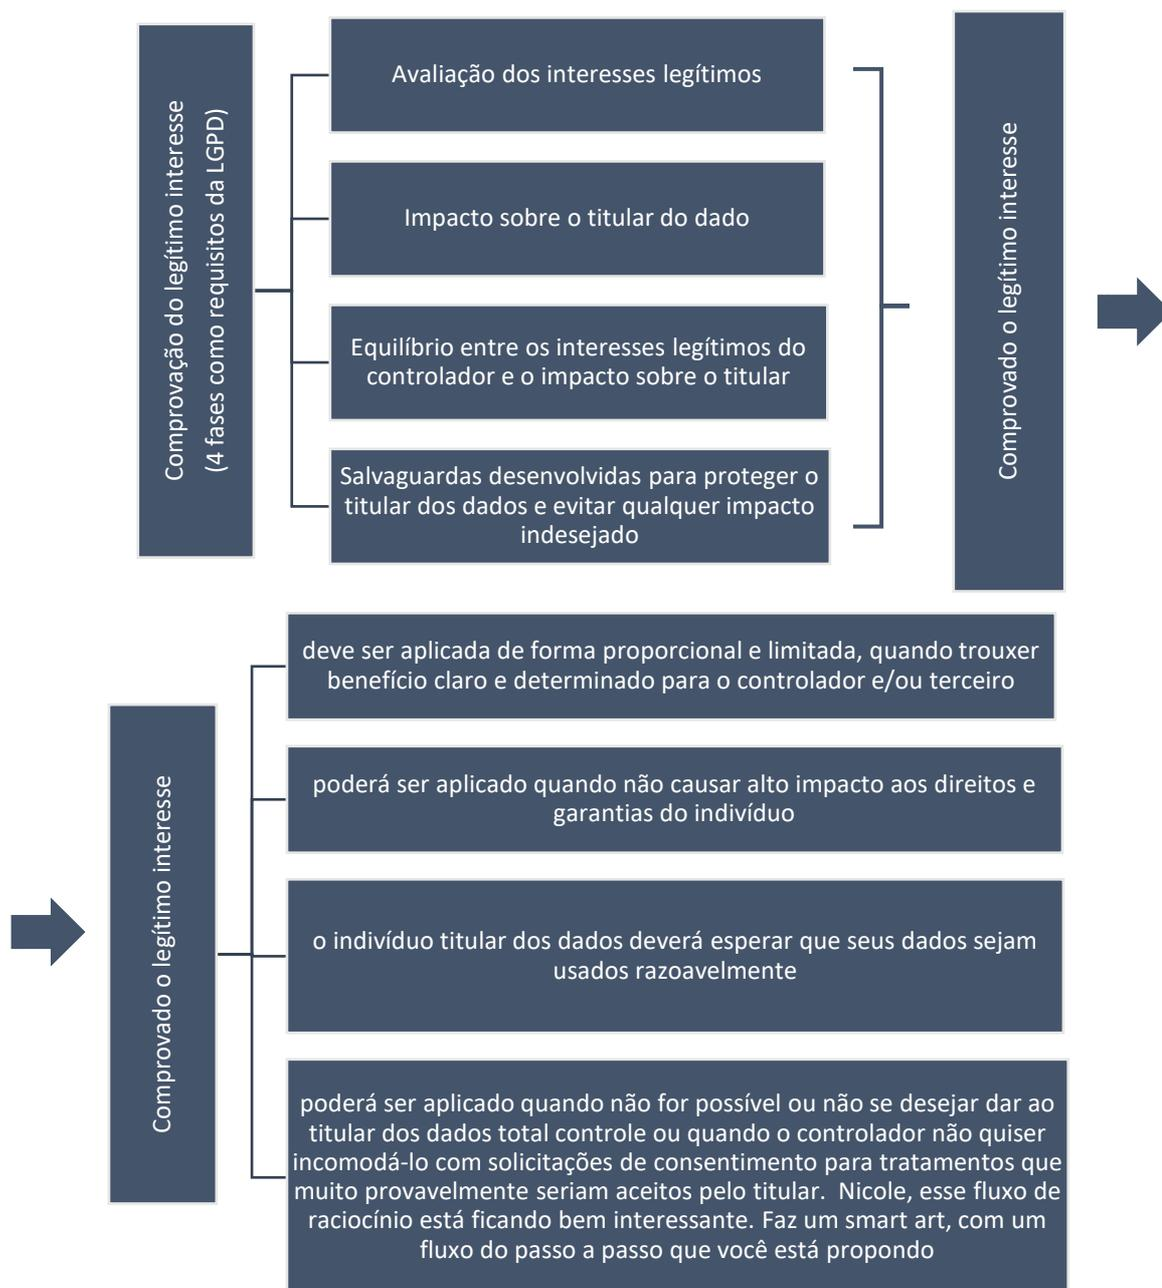 Comprovação do legítimo interesse
(4 fases como requisitos da LGPD)
Avaliação dos interesses legítimos
Impacto sobre o titular do dado
Equilíbrio entre os interesses legítimos do
controlador e o impacto sobre o titular
Salvaguardas desenvolvidas para proteger o
titular dos dados e evitar qualquer impacto
indesejado
Comprovado o legítimo interesse
Comprovado o legítimo interesse
deve ser aplicada de forma proporcional e limitada, quando trouxer
benefício claro e determinado para o controlador e/ou terceiro
poderá ser aplicado quando não causar alto impacto aos direitos e
garantias do indivíduo
o indivíduo titular dos dados deverá esperar que seus dados sejam
usados razoavelmente
poderá ser aplicado quando não for possível ou não se desejar dar ao
titular dos dados total controle ou quando o controlador não quiser
incomodá-lo com solicitações de consentimento para tratamentos que
muito provavelmente seriam aceitos pelo titular.  Nicole, esse fluxo de
raciocínio está ficando bem interessante. Faz um smart art, com um
fluxo do passo a passo que você está propondo